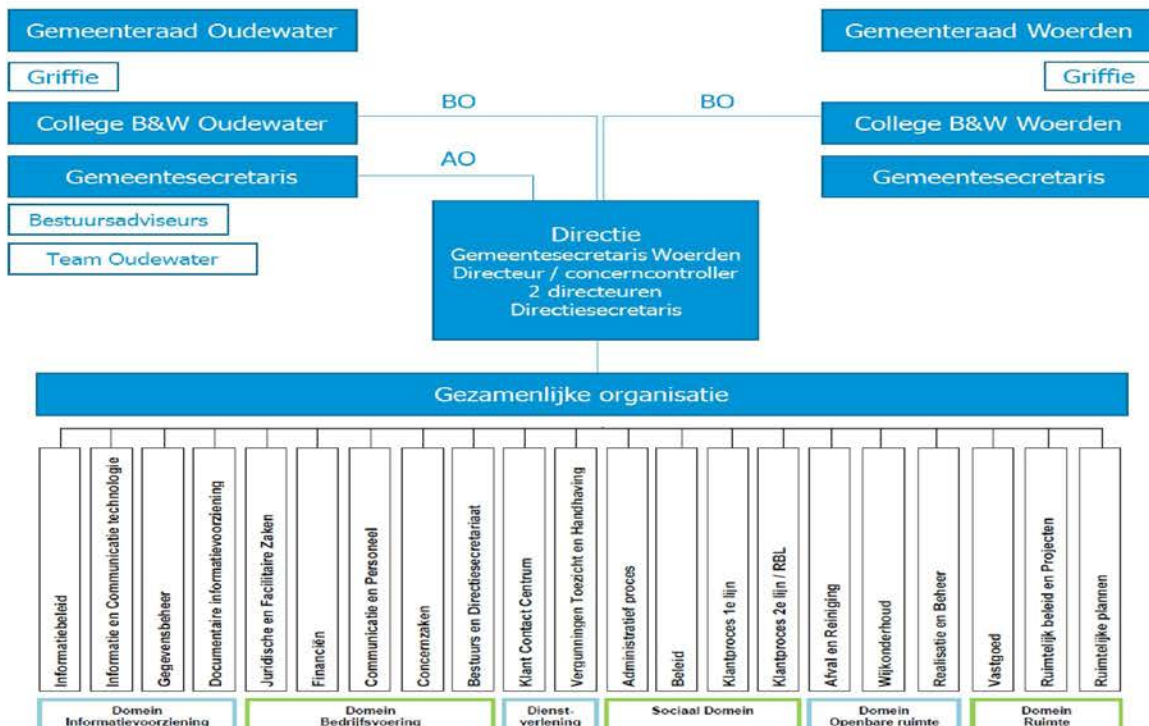 Gemeenteraad Oudewater
Gemeenteraad Woerden
Griffie
Griffie
BO
BO
College B&W Oudewater
College B&W Woerden
AO
Gemeentesecretaris
Gemeentesecretaris
Bestuursadviseurs
Team Oudewater
Directie
Gemeentesecretaris Woerden
Directeur / concerncontroller
2 directeuren
Directiesecretaris
Gezamenlijke organisatie
Informatiebeleid
Informatie en Communicatie technologie
Gegevensbeheer
Documentaire informatievoorziening
Juridische en Facilitaire Zaken
Financiën
Communicatie en Personeel
Concernzaken
Bestuurs en Directiesecretariaat
Klant Contact Centrum
Vergunningen Toezicht en Handhaving
Administratief proces
Beleid
Klantproces 1e lijn
Klantproces 2e lijn / RBL
Afval en Reiniging
Wijkonderhoud
Realisatie en Beheer
Vastgoed
Ruimtelijk beleid en Projecten
Ruimtelijke plannen
Domein
Informatievoorziening
Domein
Bedrijfsvoering
Dienst-
verlening
Sociaal Domein
Domein
Openbare ruimte
Domein
Ruimte